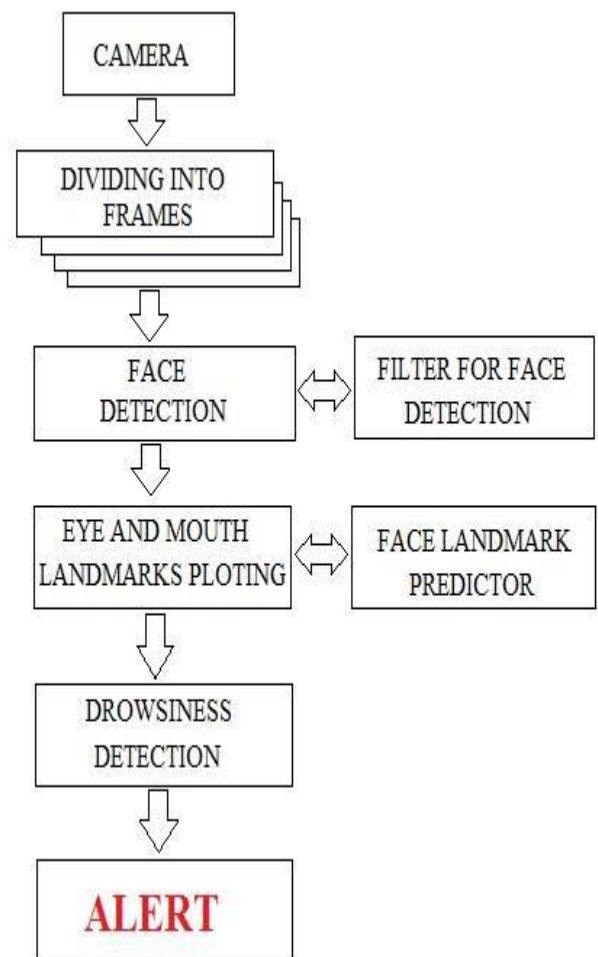 CAMERA
DIVIDING INTO
FRAMES
FACE
DETECTION
FILTER FOR FACE
DETECTION
EYE AND MOUTH
LANDMARKS PLOTING
FACE LANDMARK
PREDICTOR
DROWSINESS
DETECTION
ALERT